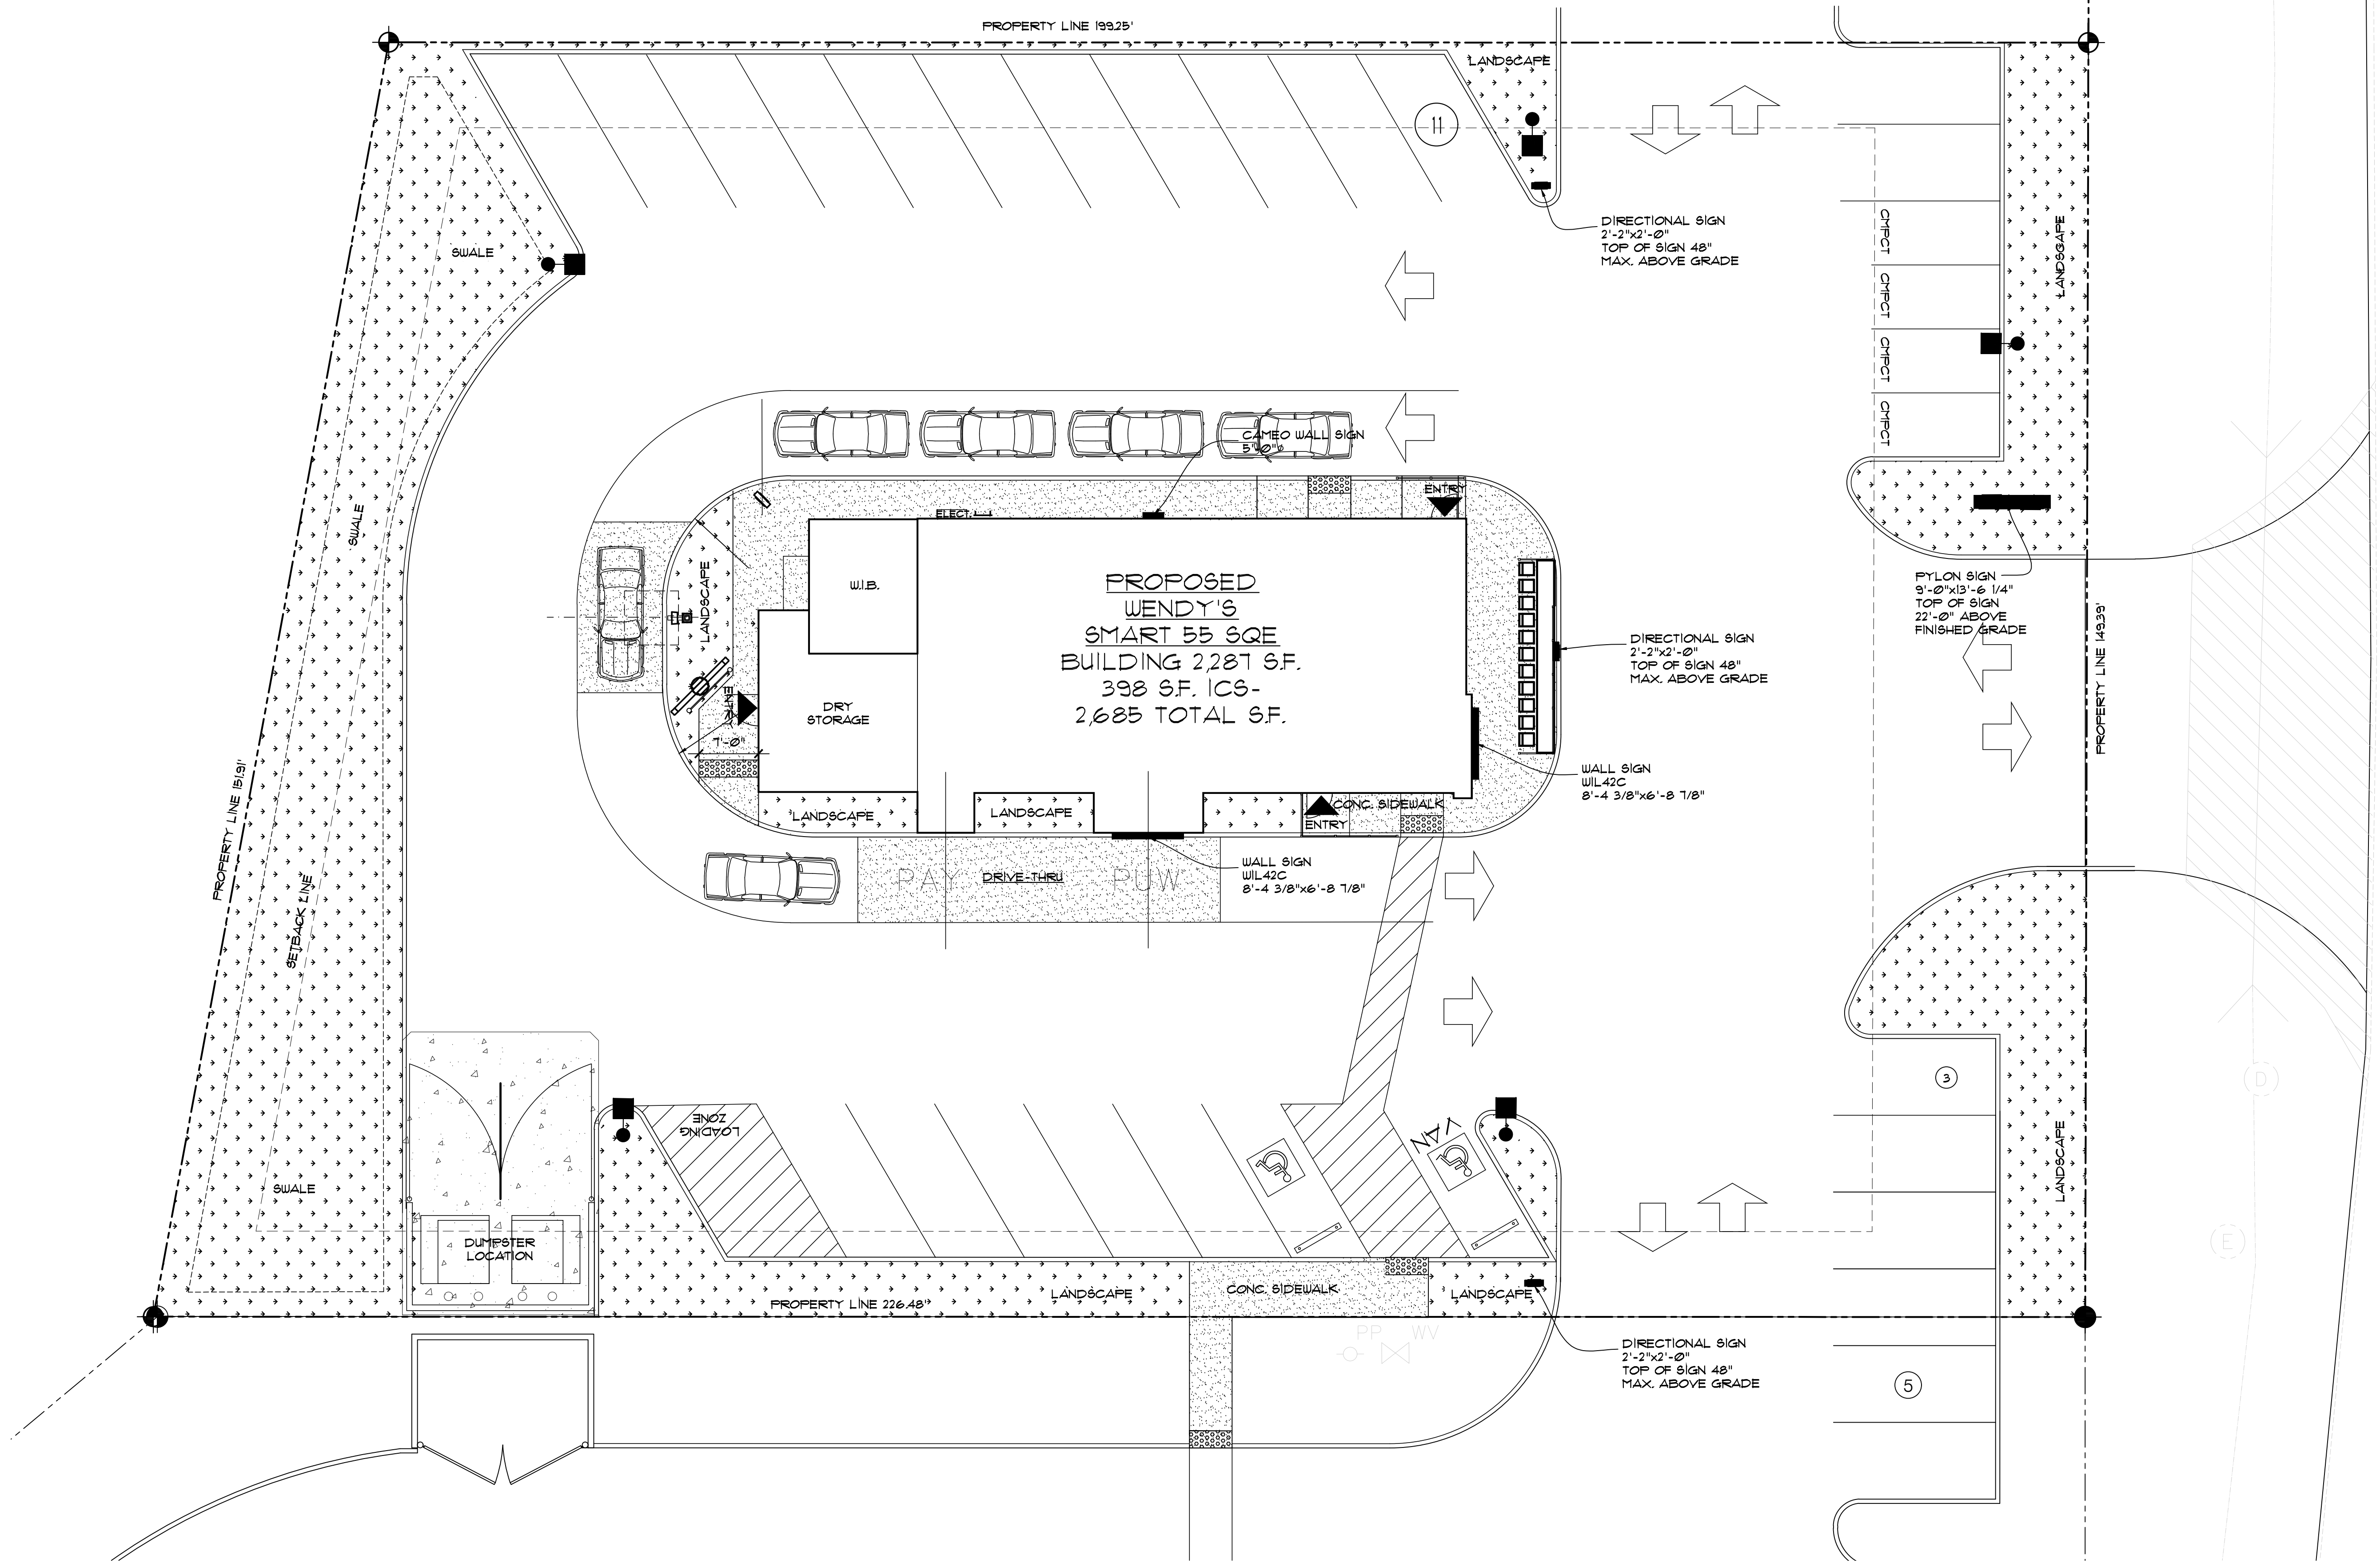 PROPERTY LINE 199.25'
LANDSCAPE
11
DIRECTIONAL SIGN
2'-2"x2'-0"
TOP OF SIGN 48"
MAX. ABOVE GRADE
CMPCT
CMPCT
CMPCT
CMPCT
LANDSCAPE
SWALE
SWALE
CAMEO WALL SIGN
5'-0"ø
ENTRY
ELECT.
W.I.B.
LANDSCAPE
PROPOSED
WENDY'S
SMART 55 SQE
BUILDING 2,287 S.F.
398 S.F. ICS-
2,685 TOTAL S.F.
PYLON SIGN
9'-0"x13'-6 1/4"
TOP OF SIGN
22'-0" ABOVE
FINISHED GRADE
PROPERTY LINE 149.39'
DIRECTIONAL SIGN
2'-2"x2'-0"
TOP OF SIGN 48"
MAX. ABOVE GRADE
DRY
STORAGE
ENTRY
7'-0"
WALL SIGN
WIL42C
8'-4 3/8"x6'-8 7/8"
PROPERTY LINE 151.91'
SETBACK LINE
LANDSCAPE
LANDSCAPE
CONC. SIDEWALK
ENTRY
PAY
DRIVE-THRU
PUW
WALL SIGN
WIL42C
8'-4 3/8"x6'-8 7/8"
3
D
LOADING
ZONE
VAN
LANDSCAPE
SWALE
DUMPSTER
LOCATION
E
PROPERTY LINE 226.48'
LANDSCAPE
CONC. SIDEWALK
LANDSCAPE
PP
WV
DIRECTIONAL SIGN
2'-2"x2'-0"
TOP OF SIGN 48"
MAX. ABOVE GRADE
5